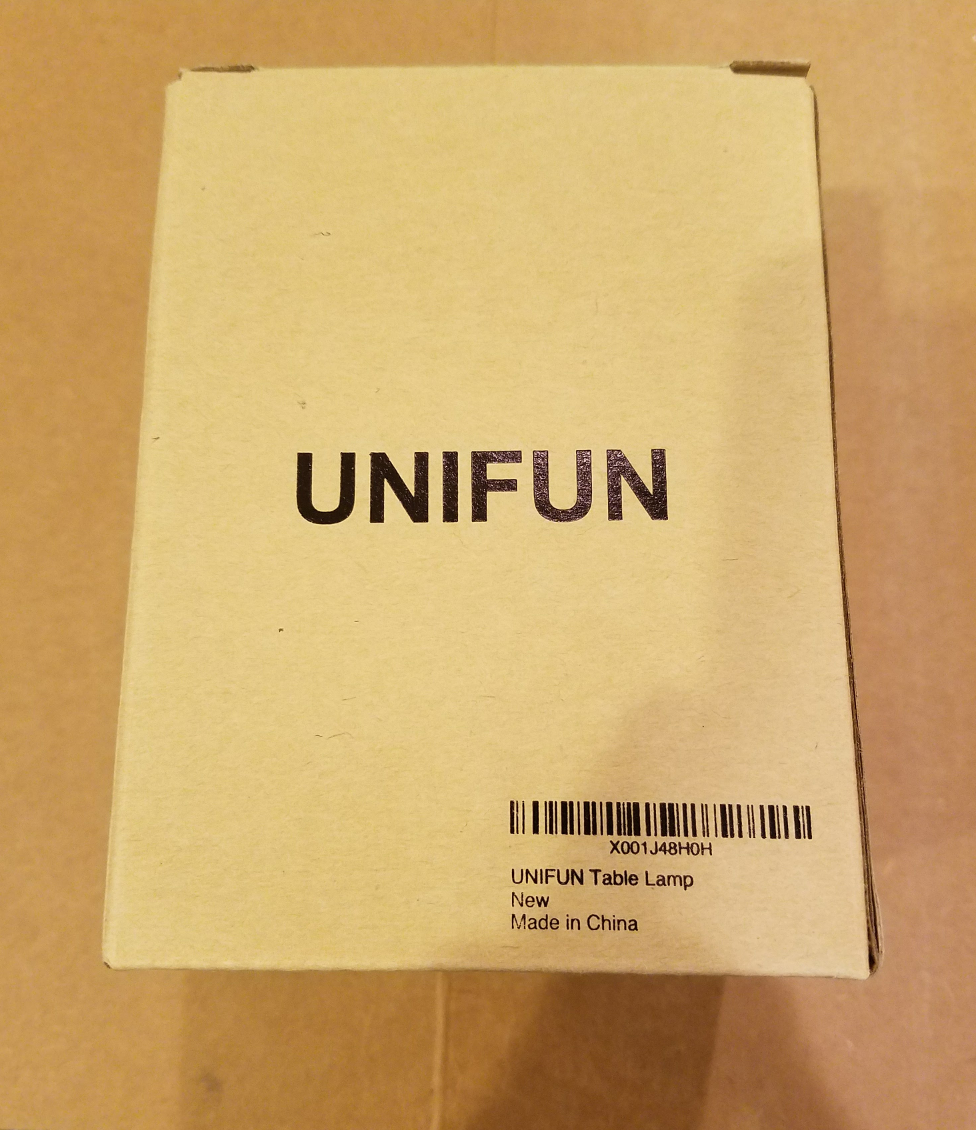 UNIFUN
X001J48H0H
UNIFUN Table Lamp
New
Made in China